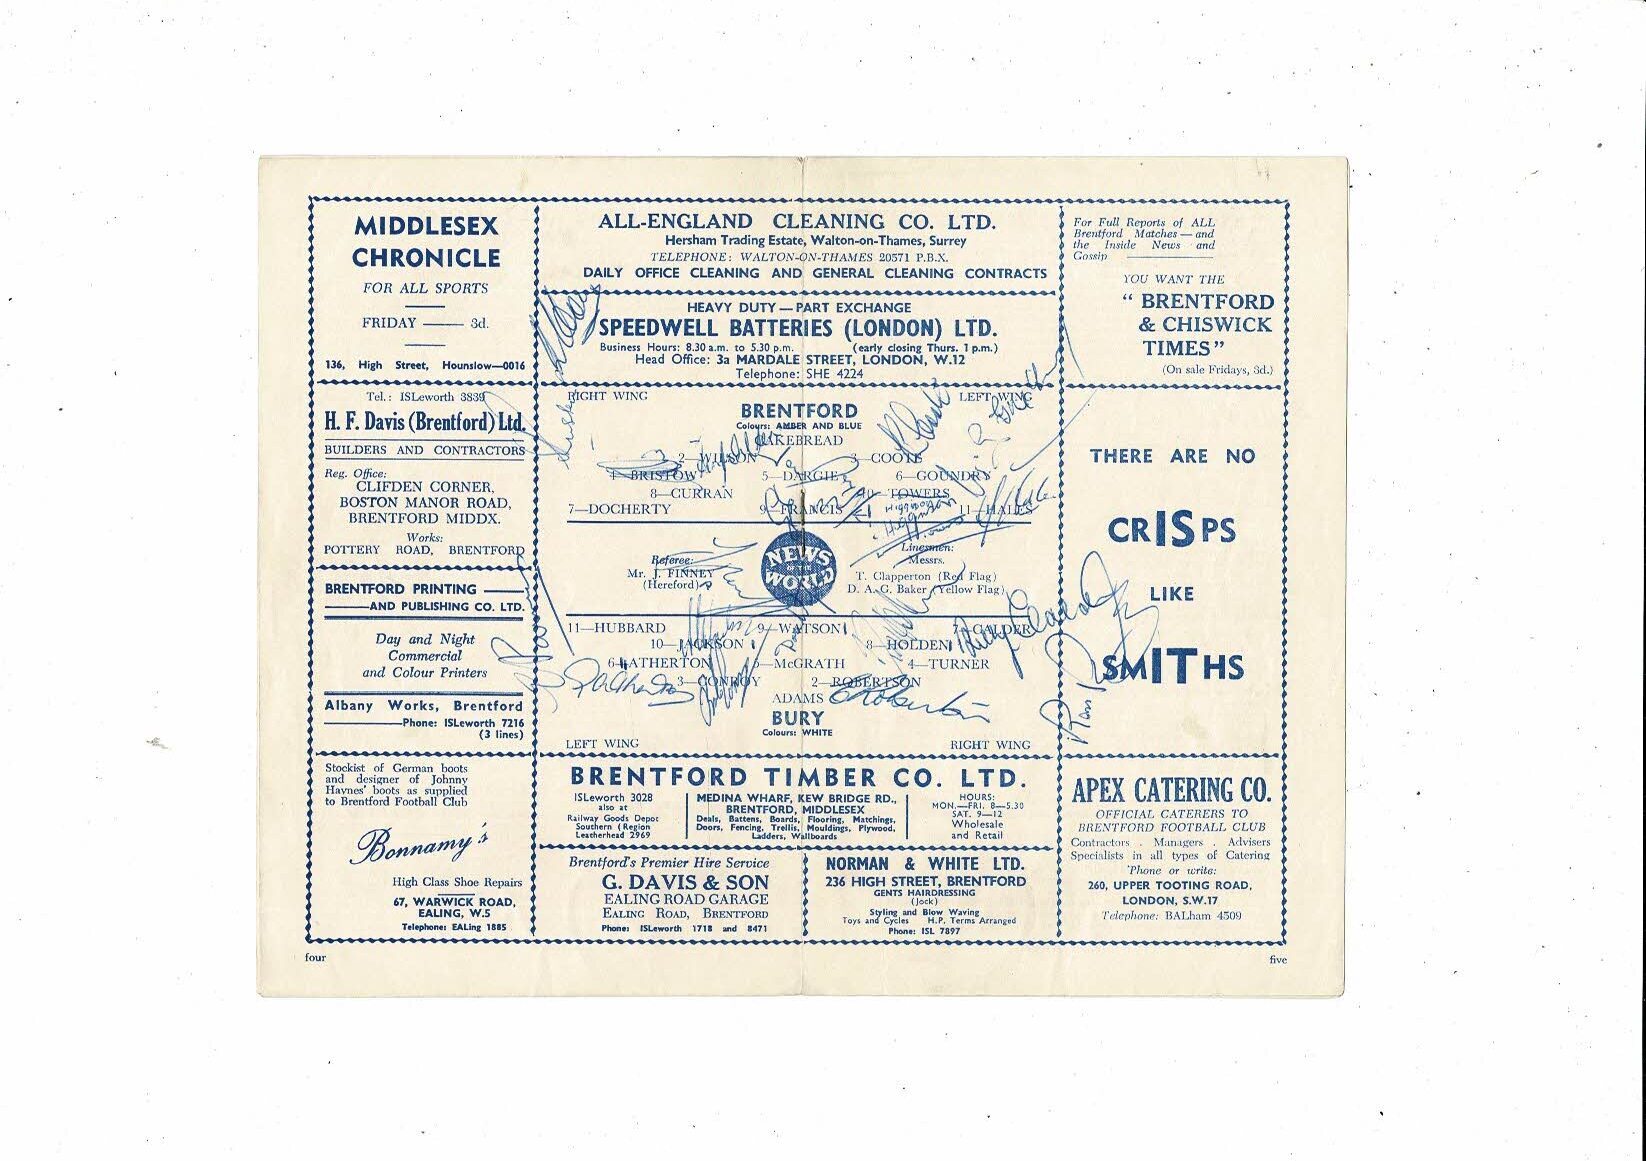 MIDDLESEX
CHRONICLE
FOR ALL SPORTS
FRIDAY —— 3d.
136, High Street, Hounslow—0016
Tel.: ISLeworth 3839
H. F. Davis (Brentford) Ltd.
BUILDERS AND CONTRACTORS
Reg. Office:
CLIFDEN CORNER,
BOSTON MANOR ROAD,
BRENTFORD MIDDX.
Works:
POTTERY ROAD, BRENTFORD
BRENTFORD PRINTING ——
——AND PUBLISHING CO. LTD.
Day and Night
Commercial
and Colour Printers
Albany Works, Brentford
——Phone: ISLeworth 7216
(3 lines)
Stockist of German boots
and designer of Johnny
Haynes' boots as supplied
to Brentford Football Club
Bonnamy's
High Class Shoe Repairs
67, WARWICK ROAD,
EALING, W.5
Telephone: EALing 1885
ALL-ENGLAND CLEANING CO. LTD.
Hersham Trading Estate, Walton-on-Thames, Surrey
TELEPHONE: WALTON-ON-THAMES 20571 P.B.X.
DAILY OFFICE CLEANING AND GENERAL CLEANING CONTRACTS
HEAVY DUTY—PART EXCHANGE
SPEEDWELL BATTERIES (LONDON) LTD.
Business Hours: 8.30 a.m. to 5.30 p.m. (early closing Thurs. 1 p.m.)
Head Office: 3a MARDALE STREET, LONDON, W.12
Telephone: SHE 4224
RIGHT WING LEFT WING
BRENTFORD
Colours: AMBER AND BLUE
CAKEBREAD
2—WILSON 3—COOTE
4—BRISTOW 5—DARGIE 6—GOUNDRY
8—CURRAN 10—TOWERS
7—DOCHERTY 9—FRANCIS 11—HALES
Higginson
Higginson
Referee:
Mr. J. FINNEY
(Hereford)
NEWS
OF THE
WORLD
Linesmen:
Messrs.
T. Clapperton (Red Flag)
D. A. G. Baker (Yellow Flag)
11—HUBBARD 9—WATSON 7—CALDER
10—JACKSON 8—HOLDEN
6—ATHERTON 5—McGRATH 4—TURNER
3—CONROY 2—ROBERTSON
ADAMS
BURY
Colours: WHITE
LEFT WING RIGHT WING
BRENTFORD TIMBER CO. LTD.
ISLeworth 3028
also at
Railway Goods Depot
Southern (Region
Leatherhead 2969
MEDINA WHARF, KEW BRIDGE RD.,
BRENTFORD, MIDDLESEX
Deals, Battens, Boards, Flooring, Matchings,
Doors, Fencing, Trellis, Mouldings, Plywood,
Ladders, Wallboards
HOURS:
MON.—FRI. 8—5.30
SAT. 9—12
Wholesale
and Retail
Brentford's Premier Hire Service
G. DAVIS & SON
EALING ROAD GARAGE
EALING ROAD, BRENTFORD
Phone: ISLeworth 1718 and 8471
NORMAN & WHITE LTD.
236 HIGH STREET, BRENTFORD
GENTS HAIRDRESSING
(Jock)
Styling and Blow Waving
Toys and Cycles H.P. Terms Arranged
Phone: ISL 7897
For Full Reports of ALL
Brentford Matches—and
the Inside News and
Gossip ——
YOU WANT THE
"BRENTFORD
& CHISWICK
TIMES"
(On sale Fridays, 3d.)
THERE ARE NO
CRISPS
LIKE
SMITHS
APEX CATERING CO.
OFFICIAL CATERERS TO
BRENTFORD FOOTBALL CLUB
Contractors . Managers . Advisers
Specialists in all types of Catering
'Phone or write:
260, UPPER TOOTING ROAD,
LONDON, S.W.17
Telephone: BALham 4509
four
five